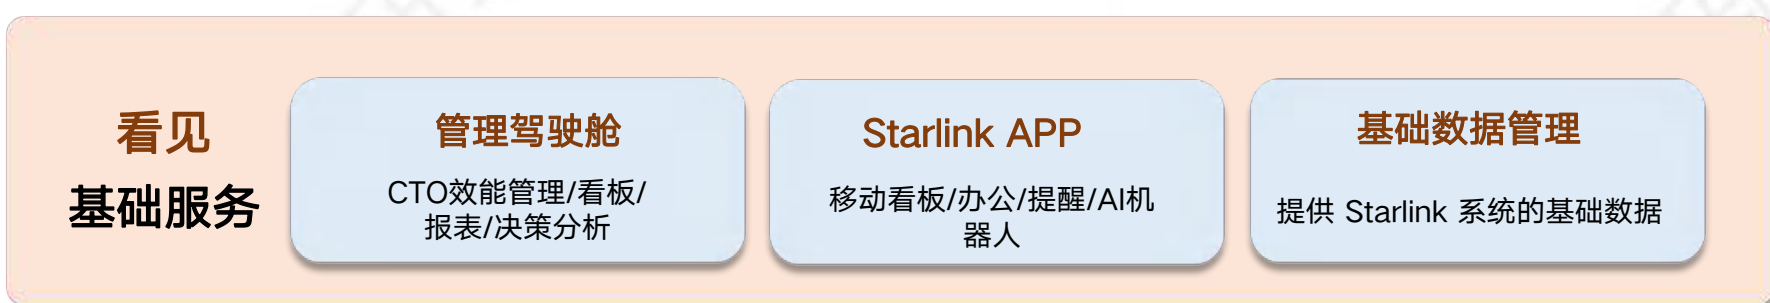 看见
基础服务
管理驾驶舱
CTO效能管理/看板/
报表/决策分析
Starlink APP
移动看板/办公/提醒/AI机
器人
基础数据管理
提供 Starlink 系统的基础数据